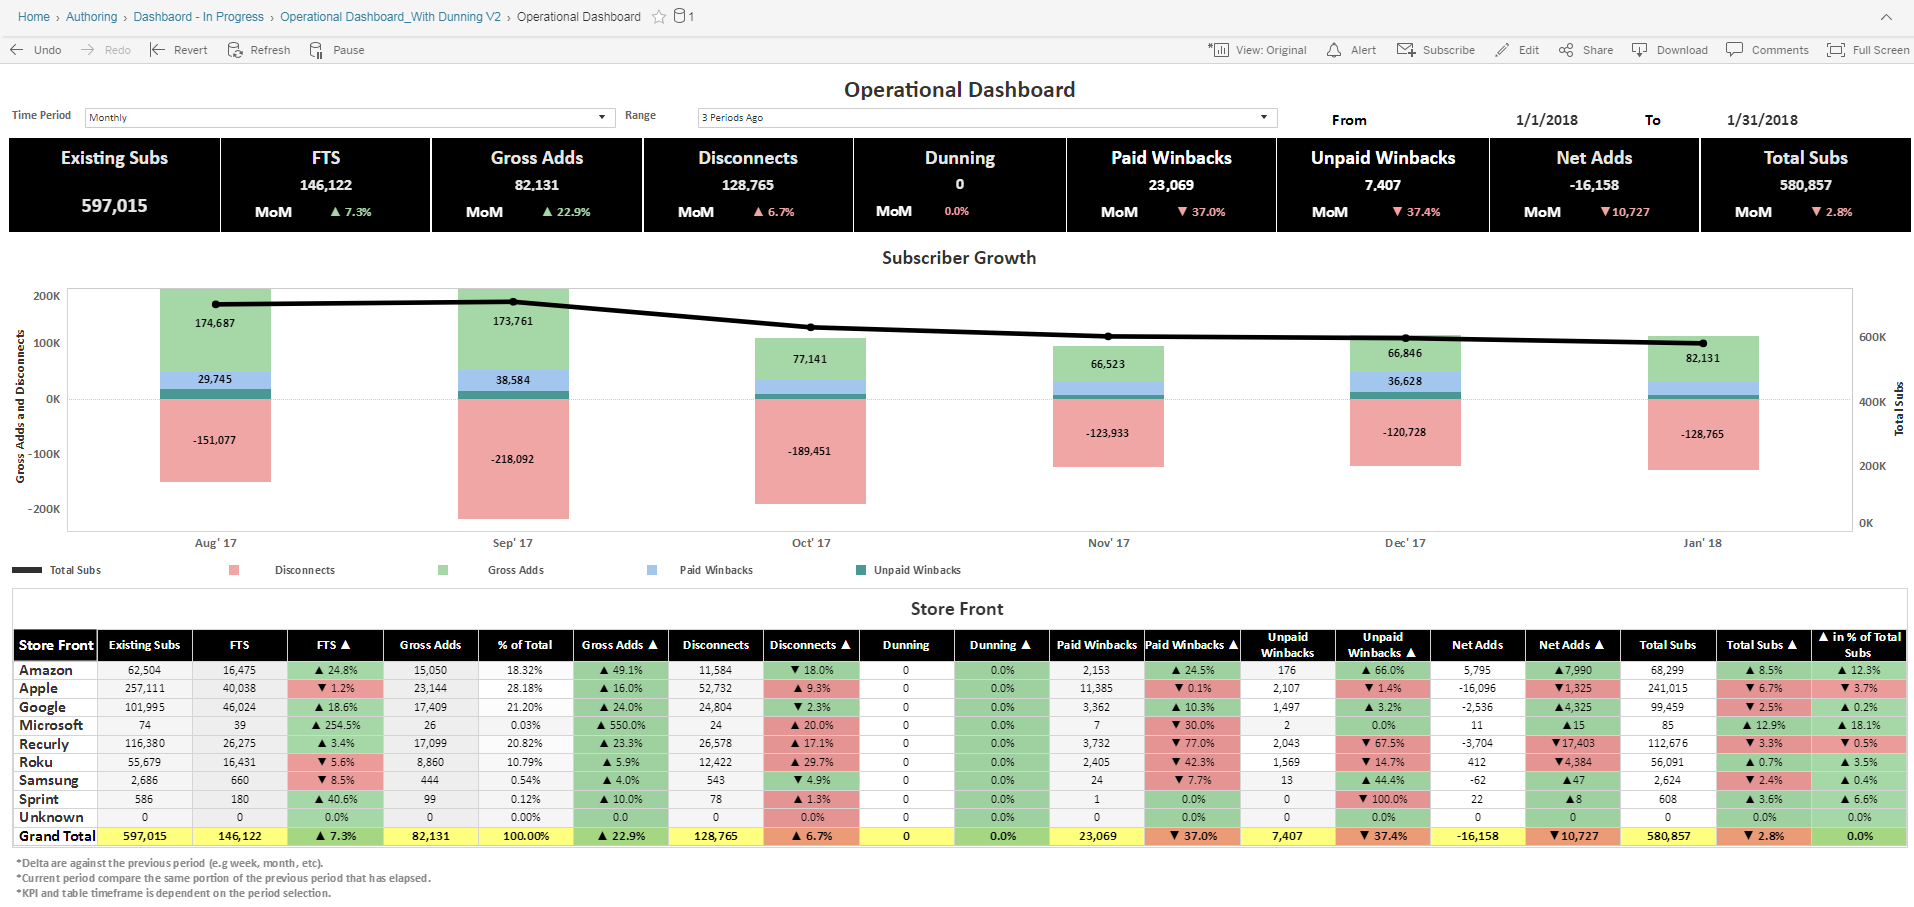 Home › Authoring › Dashbaord - In Progress › Operational Dashboard_With Dunning V2 › Operational Dashboard 1
Undo Redo Revert Refresh Pause View: Original Alert Subscribe Edit Share Download Comments Full Screen
Operational Dashboard
Time Period Monthly Range 3 Periods Ago From 1/1/2018 To 1/31/2018
Existing Subs FTS Gross Adds Disconnects Dunning Paid Winbacks Unpaid Winbacks Net Adds Total Subs
597,015 146,122 82,131 128,765 0 23,069 7,407 -16,158 580,857
MoM ▲ 7.3% MoM ▲ 22.9% MoM ▲ 6.7% MoM 0.0% MoM ▼ 37.0% MoM ▼ 37.4% MoM ▼10,727 MoM ▼ 2.8%
Subscriber Growth
Gross Adds and Disconnects
200K
100K
0K
-100K
-200K
174,687 173,761 77,141 66,523 66,846 82,131
29,745 38,584 36,628
-151,077 -218,092 -189,451 -123,933 -120,728 -128,765
600K
400K
200K
0K
Total Subs
Aug' 17 Sep' 17 Oct' 17 Nov' 17 Dec' 17 Jan' 18
Total Subs Disconnects Gross Adds Paid Winbacks Unpaid Winbacks
Store Front
Store Front Existing Subs FTS FTS ▲ Gross Adds % of Total Gross Adds ▲ Disconnects Disconnects ▲ Dunning Dunning ▲ Paid Winbacks Paid Winbacks ▲ Unpaid Winbacks Unpaid Winbacks ▲ Net Adds Net Adds ▲ Total Subs Total Subs ▲ ▲ in % of Total Subs
Amazon 62,504 16,475 ▲ 24.8% 15,050 18.32% ▲ 49.1% 11,584 ▼ 18.0% 0 0.0% 2,153 ▲ 24.5% 176 ▲ 66.0% 5,795 ▲7,990 68,299 ▲ 8.5% ▲ 12.3%
Apple 257,111 40,038 ▼ 1.2% 23,144 28.18% ▲ 16.0% 52,732 ▲ 9.3% 0 0.0% 11,385 ▼ 0.1% 2,107 ▼ 1.4% -16,096 ▼1,325 241,015 ▼ 6.7% ▼ 3.7%
Google 101,995 46,024 ▲ 18.6% 17,409 21.20% ▲ 24.0% 24,804 ▼ 2.3% 0 0.0% 3,362 ▲ 10.3% 1,497 ▲ 3.2% -2,536 ▲4,325 99,459 ▼ 2.5% ▲ 0.2%
Microsoft 74 39 ▲ 254.5% 26 0.03% ▲ 550.0% 24 ▲ 20.0% 0 0.0% 7 ▼ 30.0% 2 0.0% 11 ▲15 85 ▲ 12.9% ▲ 18.1%
Recurly 116,380 26,275 ▲ 3.4% 17,099 20.82% ▲ 23.3% 26,578 ▲ 17.1% 0 0.0% 3,732 ▼ 77.0% 2,043 ▼ 67.5% -3,704 ▼17,403 112,676 ▼ 3.3% ▼ 0.5%
Roku 55,679 16,431 ▼ 5.6% 8,860 10.79% ▲ 5.9% 12,422 ▲ 29.7% 0 0.0% 2,405 ▼ 42.3% 1,569 ▼ 14.7% 412 ▼4,384 56,091 ▲ 0.7% ▲ 3.5%
Samsung 2,686 660 ▼ 8.5% 444 0.54% ▲ 4.0% 543 ▼ 4.9% 0 0.0% 24 ▼ 7.7% 13 ▲ 44.4% -62 ▲47 2,624 ▼ 2.4% ▲ 0.4%
Sprint 586 180 ▲ 40.6% 99 0.12% ▲ 10.0% 78 ▲ 1.3% 0 0.0% 1 0.0% 0 ▼ 100.0% 22 ▲8 608 ▲ 3.6% ▲ 6.6%
Unknown 0 0 0.0% 0 0.00% 0.0 0 0.0% 0 0.0% 0 0.0% 0 0.0% 0 0 0 0.0% 0.0%
Grand Total 597,015 146,122 ▲ 7.3% 82,131 100.00% ▲ 22.9% 128,765 ▲ 6.7% 0 0.0% 23,069 ▼ 37.0% 7,407 ▼ 37.4% -16,158 ▼10,727 580,857 ▼ 2.8% 0.0%
*Delta are against the previous period (e.g week, month, etc).
*Current period compare the same portion of the previous period that has elapsed.
*KPI and table timeframe is dependent on the period selection.